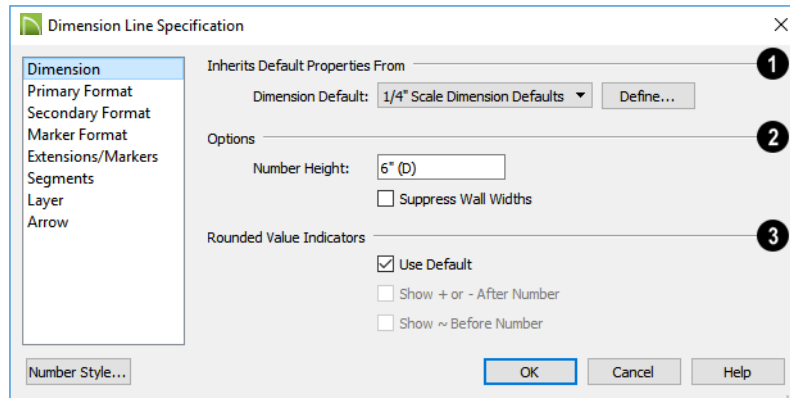 Dimension Line Specification
Dimension
Primary Format
Secondary Format
Marker Format
Extensions/Markers
Segments
Layer
Arrow
Inherits Default Properties From
1
Dimension Default: 1/4" Scale Dimension Defaults Define...
Options
2
Number Height: 6" (D)
Suppress Wall Widths
Rounded Value Indicators
3
Use Default
Show + or - After Number
Show ~ Before Number
Number Style... OK Cancel Help